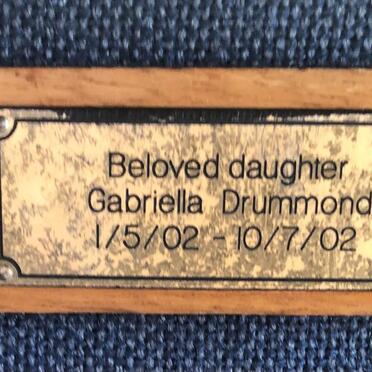 Beloved daughter
Gabriella Drummond
1/5/02 - 10/7/02